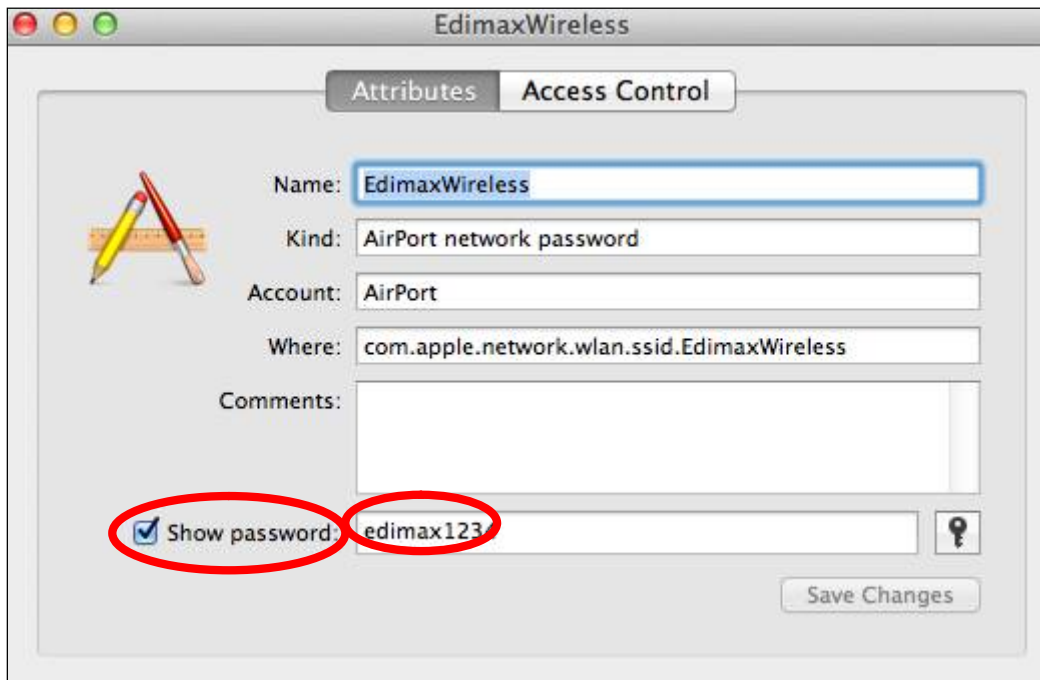 EdimaxWireless
Attributes Access Control
Name: EdimaxWireless
Kind: AirPort network password
Account: AirPort
Where: com.apple.network.wlan.ssid.EdimaxWireless
Comments:
Show password: edimax1234
Save Changes